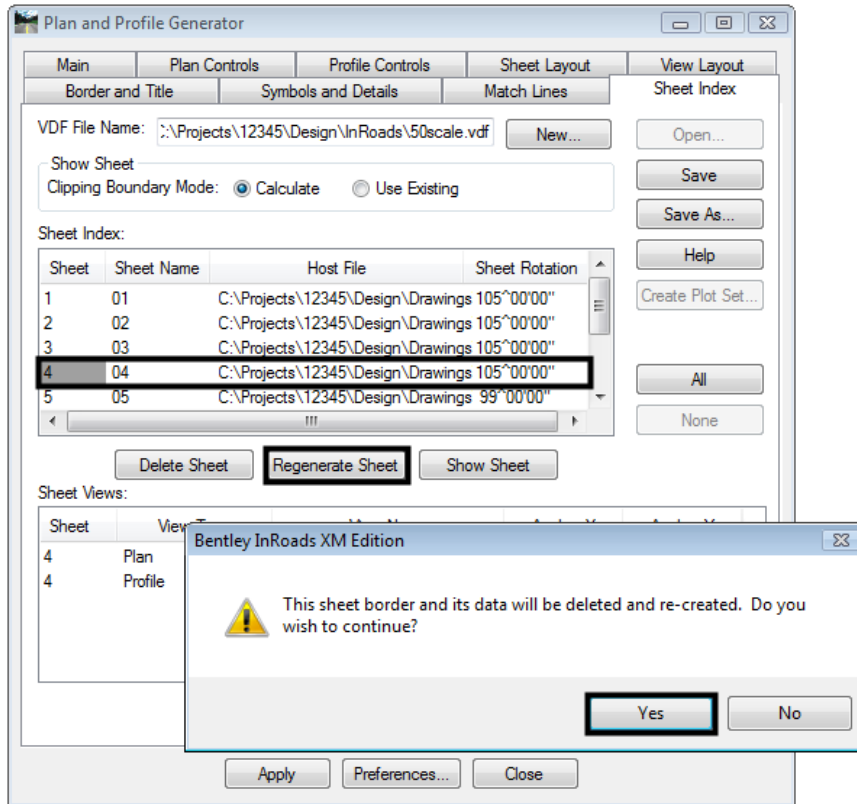 Plan and Profile Generator
Main Plan Controls Profile Controls Sheet Layout View Layout
Border and Title Symbols and Details Match Lines Sheet Index
VDF File Name: :\Projects\12345\Design\InRoads\50scale.vdf New... Open...
Show Sheet
Clipping Boundary Mode: Calculate Use Existing
Save
Save As...
Sheet Index:
Help
Sheet Sheet Name Host File Sheet Rotation
Create Plot Set...
1 01 C:\Projects\12345\Design\Drawings 105^00'00"
2 02 C:\Projects\12345\Design\Drawings 105^00'00"
3 03 C:\Projects\12345\Design\Drawings 105^00'00"
4 04 C:\Projects\12345\Design\Drawings 105^00'00"
5 05 C:\Projects\12345\Design\Drawings 99^00'00"
All
None
Delete Sheet Regenerate Sheet Show Sheet
Sheet Views:
Sheet
4 Plan
4 Profile
Bentley InRoads XM Edition
This sheet border and its data will be deleted and re-created. Do you
wish to continue?
Yes No
Apply Preferences... Close